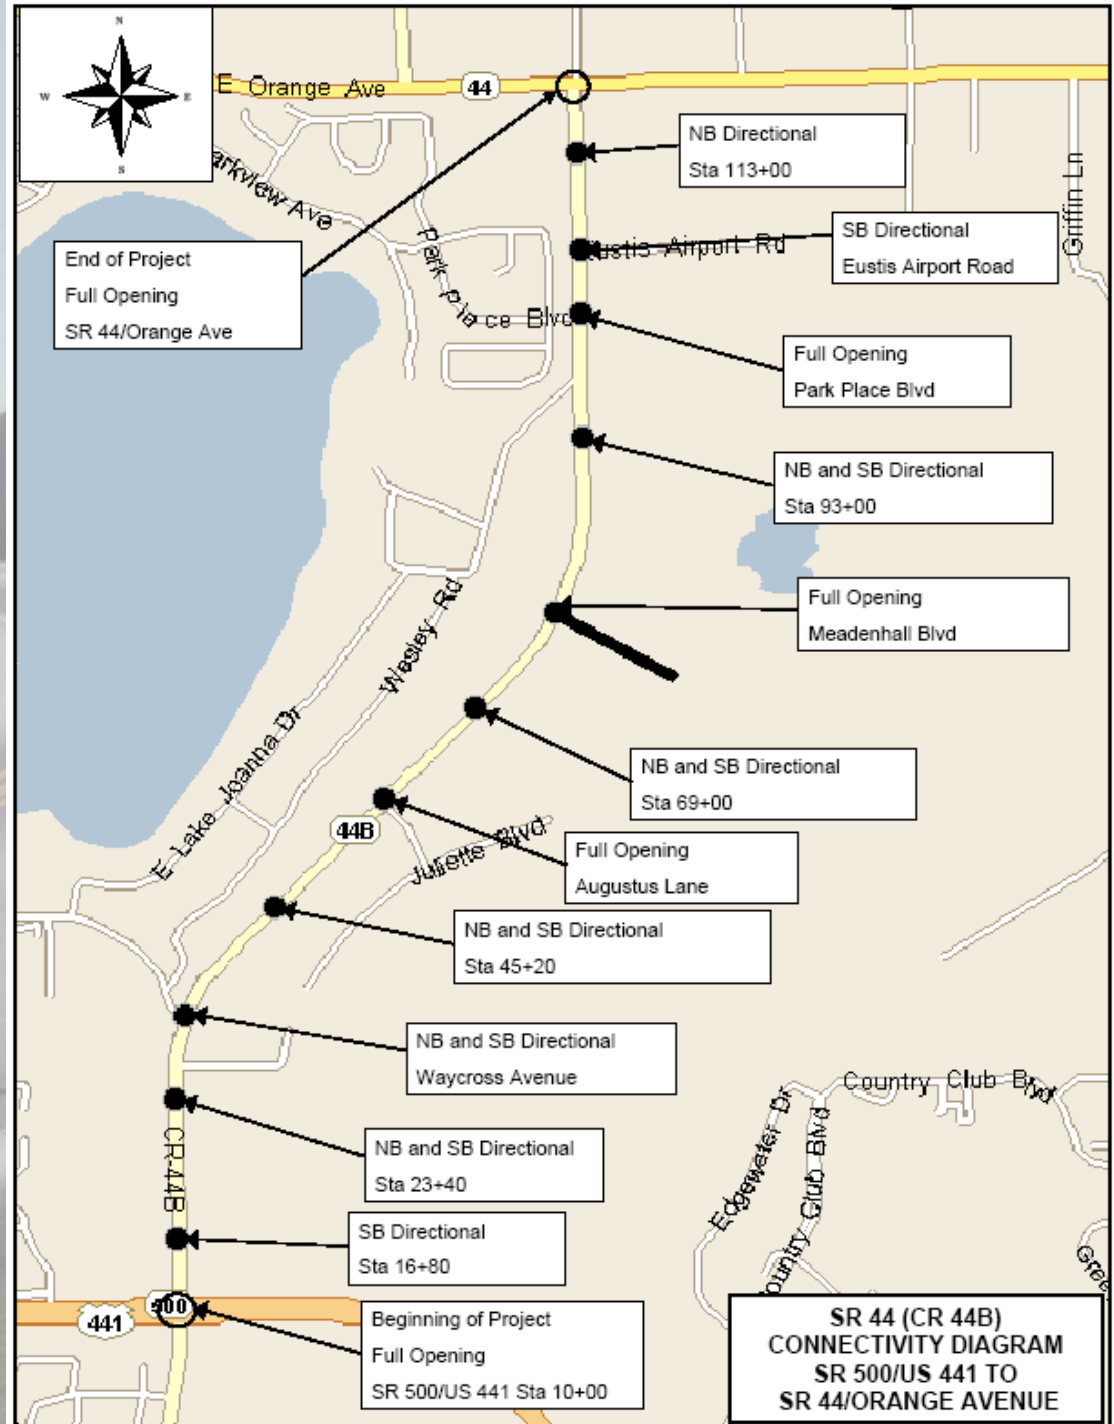 N
W
E
S
E Orange Ave
44
NB Directional
Sta 113+00
arkview Ave
Griffin Ln
SB Directional
Eustis Airport Road
ustis Airport Rd
End of Project
Full Opening
SR 44/Orange Ave
Park Place Blvd
Full Opening
Park Place Blvd
NB and SB Directional
Sta 93+00
Wesley Rd
Full Opening
Meadenhall Blvd
E Lake Joanna Dr
NB and SB Directional
Sta 69+00
44B
Juliette Blvd
Full Opening
Augustus Lane
NB and SB Directional
Sta 45+20
NB and SB Directional
Waycross Avenue
Country Club Blvd
Edgewater Dr
ountry Club Blvd
CR-44B
NB and SB Directional
Sta 23+40
SB Directional
Sta 16+80
Gree
500
441
Beginning of Project
Full Opening
SR 500/US 441 Sta 10+00
SR 44 (CR 44B)
CONNECTIVITY DIAGRAM
SR 500/US 441 TO
SR 44/ORANGE AVENUE